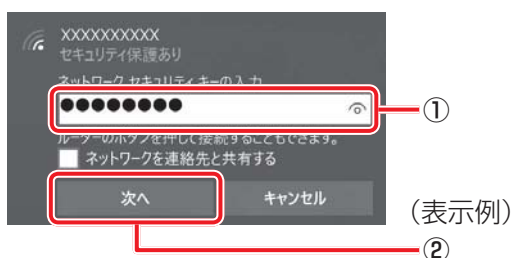 XXXXXXXXXX
セキュリティ保護あり
ネットワーク セキュリティ キーの入力
●●●●●●●●
①
ルーターのボタンを押して接続することもできます。
ネットワークを連絡先と共有する
次へ
キャンセル
(表示例)
②